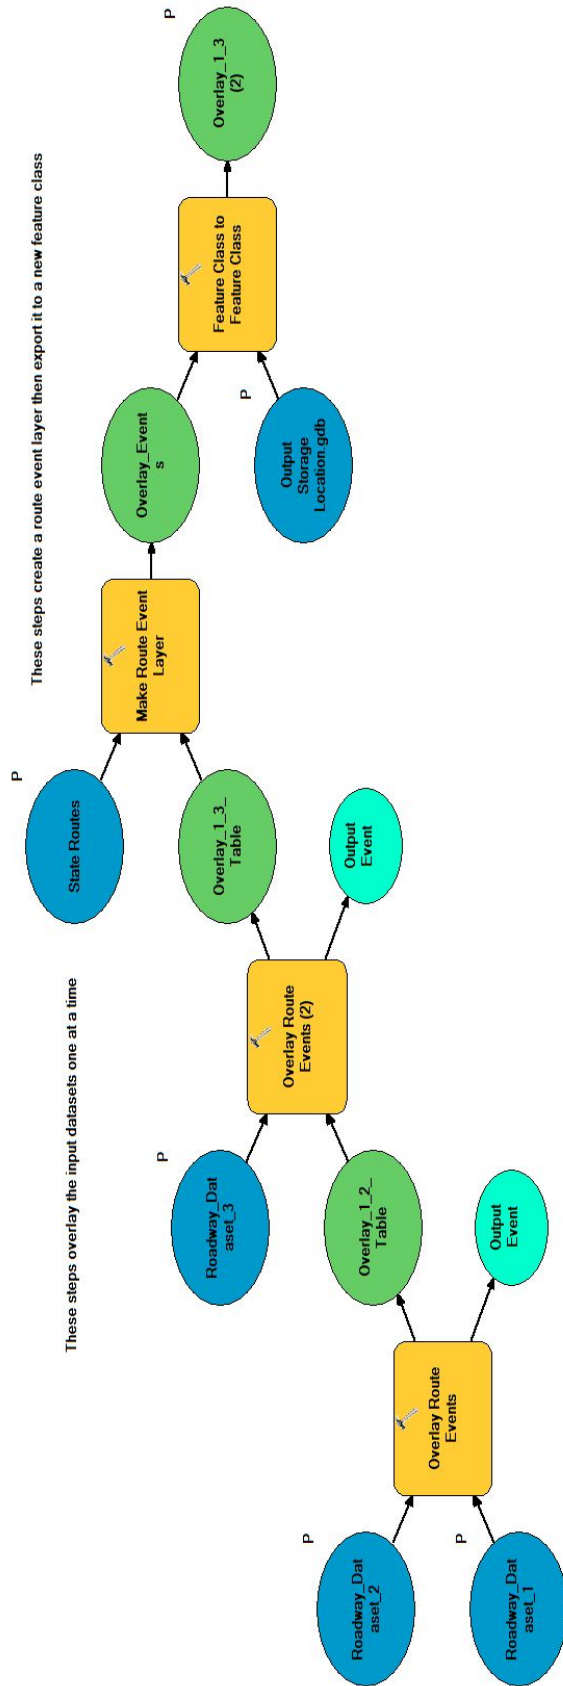 These steps overlay the input datasets one at a time
These steps create a route event layer then export it to a new feature class
P
Roadway_Dat
aset_2
P
Roadway_Dat
aset_1
Overlay Route
Events
Overlay_1_2_
Table
Output
Event
P
Roadway_Dat
aset_3
Overlay Route
Events (2)
P
State Routes
Overlay_1_3_
Table
Output
Event
Make Route Event
Layer
Overlay_Event
s
P
Output
Storage
Location.gdb
Feature Class to
Feature Class
P
Overlay_1_3
(2)